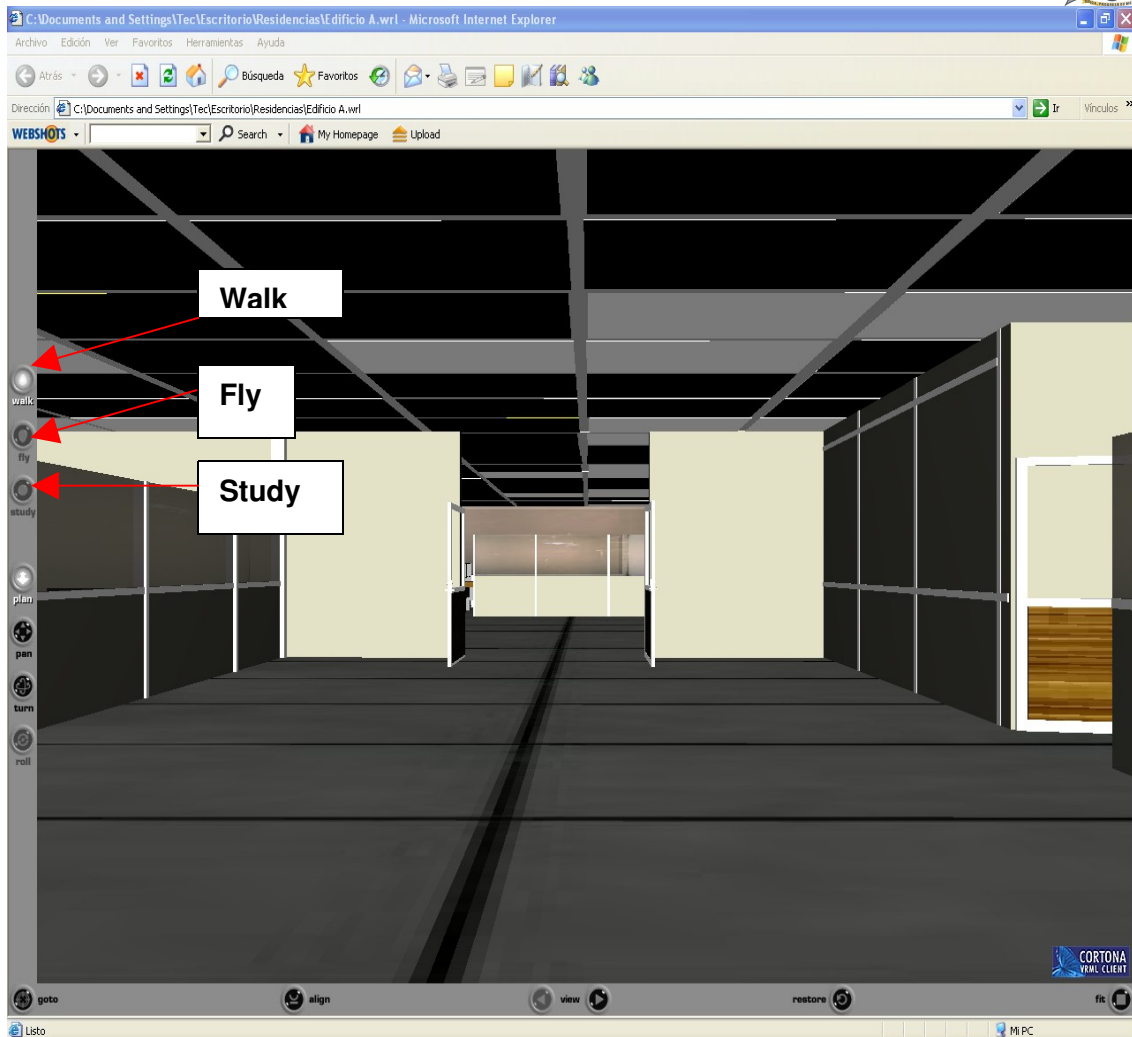 C:\Documents and Settings\Tec\Escritorio\Residencias\Edificio A.wrl - Microsoft Internet Explorer
Archivo Edición Ver Favoritos Herramientas Ayuda
Atrás Búsqueda Favoritos
Dirección C:\Documents and Settings\Tec\Escritorio\Residencias\Edificio A.wrl Ir Vínculos »
WEBSHOTS Search My Homepage Upload
Walk
walk
Fly
fly
Study
study
plan
pan
turn
roll
CORTONA
VRML CLIENT
goto align view restore fit
Listo Mi PC